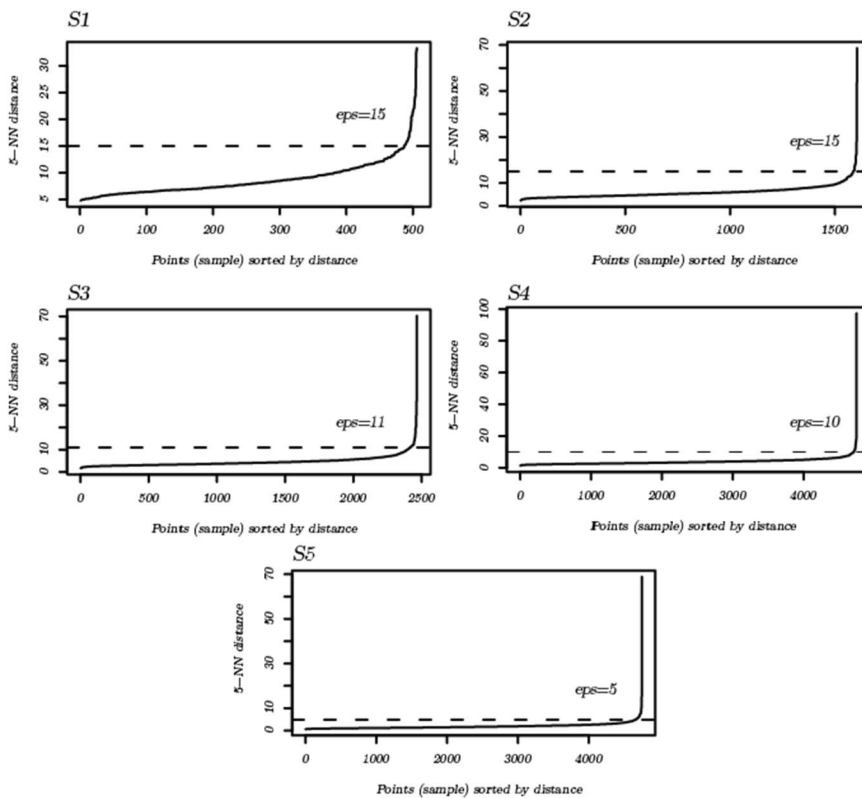 S1
5-NN distance
30
25
20
15
10
5
eps=15
0 100 200 300 400 500
Points (sample) sorted by distance
S2
5-NN distance
70
50
30
10
0
eps=15
0 500 1000 1500
Points (sample) sorted by distance
S3
5-NN distance
70
50
30
10
0
eps=11
0 500 1000 1500 2000 2500
Points (sample) sorted by distance
S4
5-NN distance
100
80
60
40
20
0
eps=10
0 1000 2000 3000 4000
Points (sample) sorted by distance
S5
5-NN distance
70
50
30
10
0
eps=5
0 1000 2000 3000 4000
Points (sample) sorted by distance